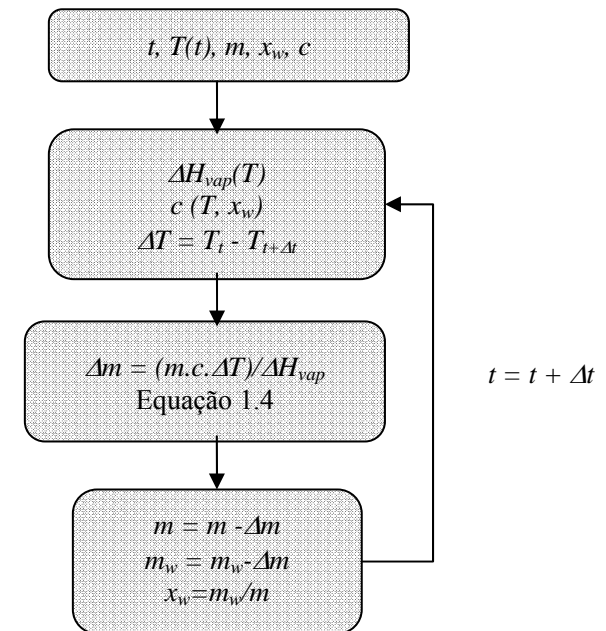 t, T(t), m, x_w, c
ΔH_vap(T)
c (T, x_w)
ΔT = T_t - T_{t+Δt}
Δm = (m.c.ΔT)/ΔH_vap
Equação 1.4
t = t + Δt
m = m -Δm
m_w = m_w-Δm
x_w=m_w/m